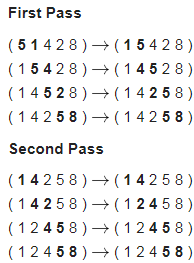 First Pass
( 5 1 4 2 8 ) → ( 1 5 4 2 8 )
( 1 5 4 2 8 ) → ( 1 4 5 2 8 )
( 1 4 5 2 8 ) → ( 1 4 2 5 8 )
( 1 4 2 5 8 ) → ( 1 4 2 5 8 )
Second Pass
( 1 4 2 5 8 ) → ( 1 4 2 5 8 )
( 1 4 2 5 8 ) → ( 1 2 4 5 8 )
( 1 2 4 5 8 ) → ( 1 2 4 5 8 )
( 1 2 4 5 8 ) → ( 1 2 4 5 8 )